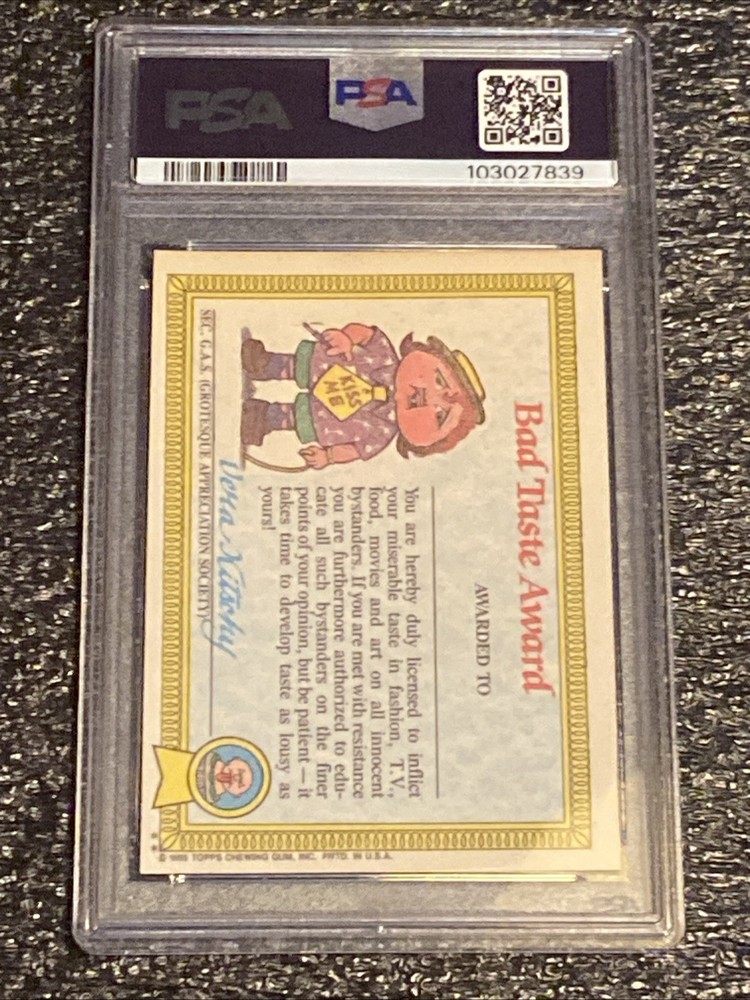 PSA
PSA
103027839
Bad Taste Award
AWARDED TO
You are hereby duly licensed to inflict
your miserable taste in fashion, T.V.,
food, movies and art on all innocent
bystanders. If you are met with resistance
you are furthermore authorized to edu-
cate all such bystanders on the finer
points of your opinion, but be patient — it
takes time to develop taste as lousy as
yours!
KISS
ME
Vera Kitschy
SEC. G.A.S. (GROTESQUE APPRECIATION SOCIETY)
** © 1985 TOPPS CHEWING GUM, INC. PRTD. IN U.S.A.